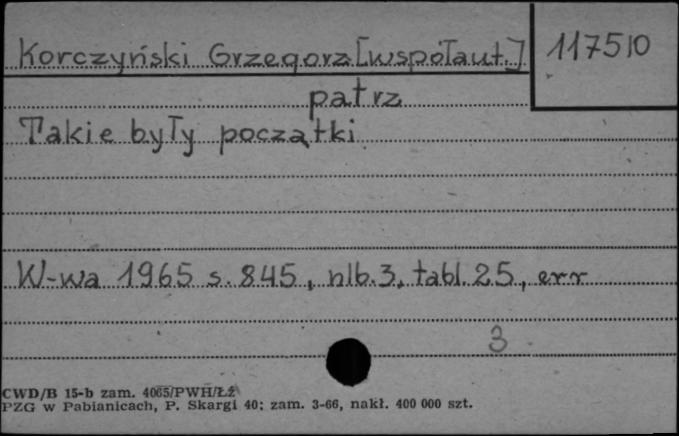 Korczyński Grzegorz [współaut.]
117510
patrz
Takie były początki
W-wa 1965 s. 845, nlb. 3, tabl. 25, err
3
CWD/B 15-b zam. 4065/PWH/ŁŻ
PZG w Pabianicach, P. Skargi 40; zam. 3-66, nakł. 400 000 szt.